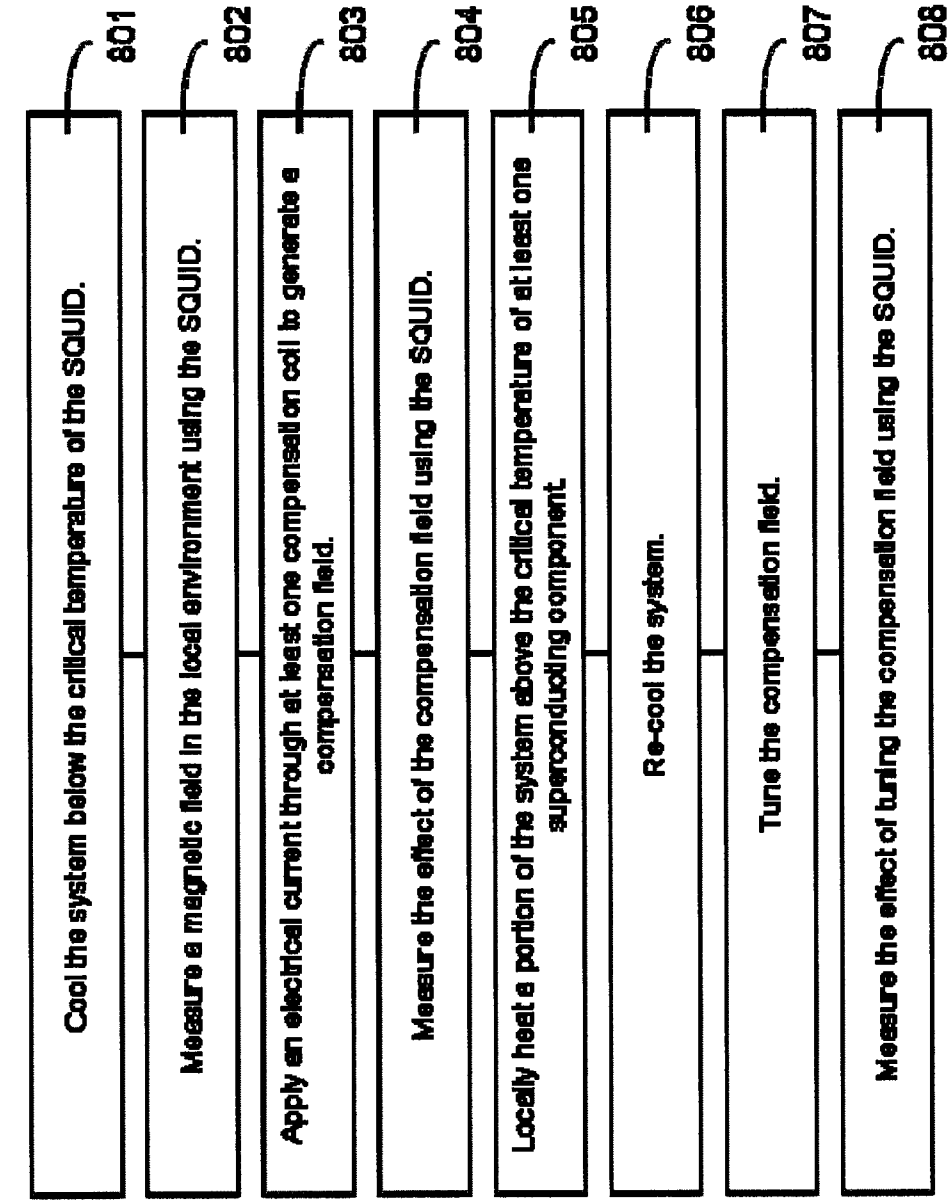 Cool the system below the critical temperature of the SQUID.
801
Measure a magnetic field in the local environment using the SQUID.
802
Apply an electrical current through at least one compensation coil to generate a
compensation field.
803
Measure the effect of the compensation field using the SQUID.
804
Locally heat a portion of the system above the critical temperature of at least one
superconducting component.
805
Re-cool the system.
806
Tune the compensation field.
807
Measure the effect of tuning the compensation field using the SQUID.
808